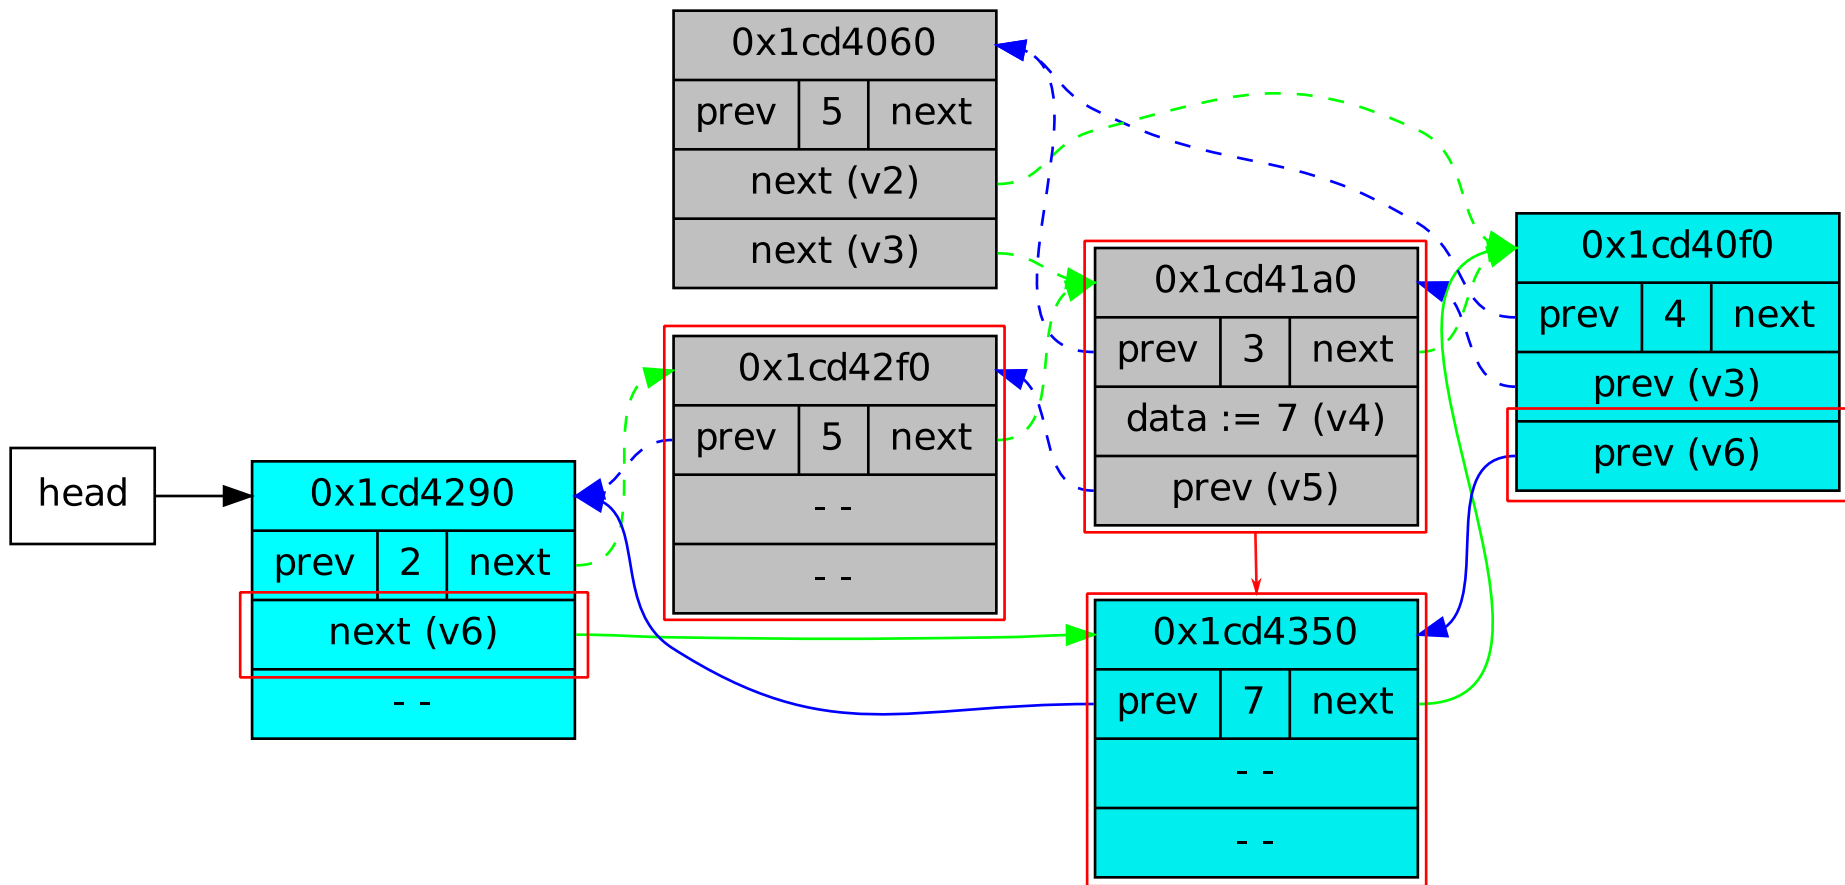 head
0x1cd4290
prev 2 next
next (v6)
- -
0x1cd4060
prev 5 next
next (v2)
next (v3)
0x1cd42f0
prev 5 next
- -
- -
0x1cd41a0
prev 3 next
data := 7 (v4)
prev (v5)
0x1cd4350
prev 7 next
- -
- -
0x1cd40f0
prev 4 next
prev (v3)
prev (v6)